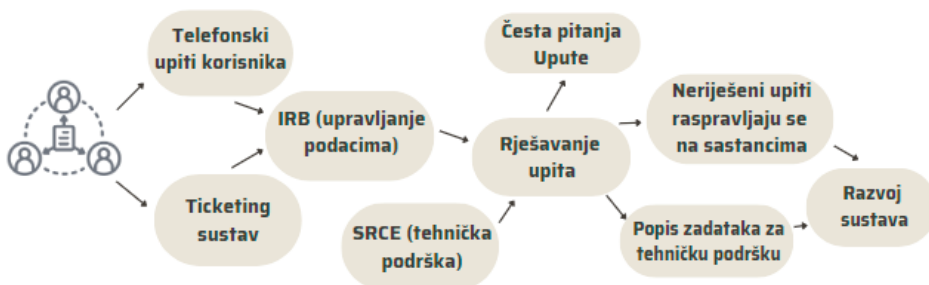 Telefonski
upiti korisnika
Ticketing
sustav
IRB (upravljanje
podacima)
SRCE (tehnička
podrška)
Rješavanje
upita
Česta pitanja
Upute
Neriješeni upiti
raspravljaju se
na sastancima
Popis zadataka za
tehničku podršku
Razvoj
sustava